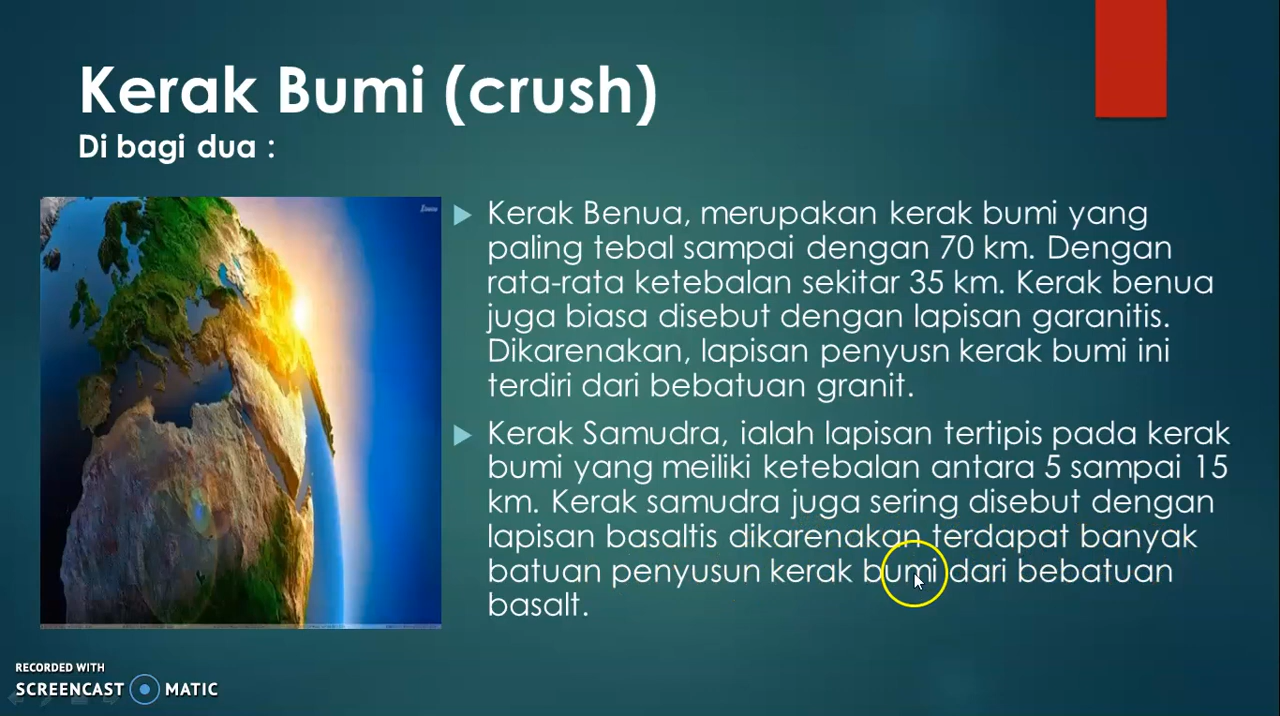 Kerak Bumi (crush)
Di bagi dua :
Kerak Benua, merupakan kerak bumi yang
paling tebal sampai dengan 70 km. Dengan
rata-rata ketebalan sekitar 35 km. Kerak benua
juga biasa disebut dengan lapisan garanitis.
Dikarenakan, lapisan penyusn kerak bumi ini
terdiri dari bebatuan granit.
Kerak Samudra, ialah lapisan tertipis pada kerak
bumi yang meiliki ketebalan antara 5 sampai 15
km. Kerak samudra juga sering disebut dengan
lapisan basaltis dikarenakan terdapat banyak
batuan penyusun kerak bumi dari bebatuan
basalt.
RECORDED WITH
SCREENCAST MATIC